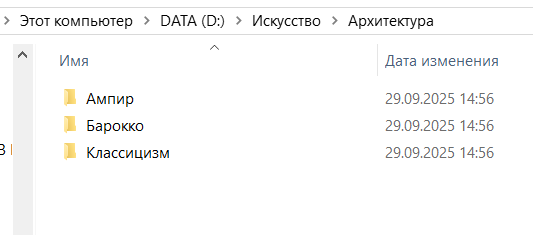 Этот компьютер > DATA (D:) > Искусство > Архитектура
Имя Дата изменения
Ампир 29.09.2025 14:56
Барокко 29.09.2025 14:56
Классицизм 29.09.2025 14:56